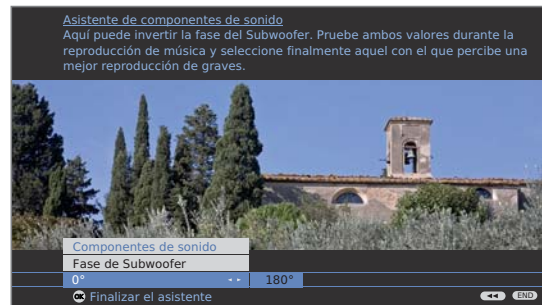 Asistente de componentes de sonido
Aquí puede invertir la fase del Subwoofer. Pruebe ambos valores durante la
reproducción de música y seleccione finalmente aquel con el que percibe una
mejor reproducción de graves.
Componentes de sonido
Fase de Subwoofer
0° 180°
OK Finalizar el asistente
END